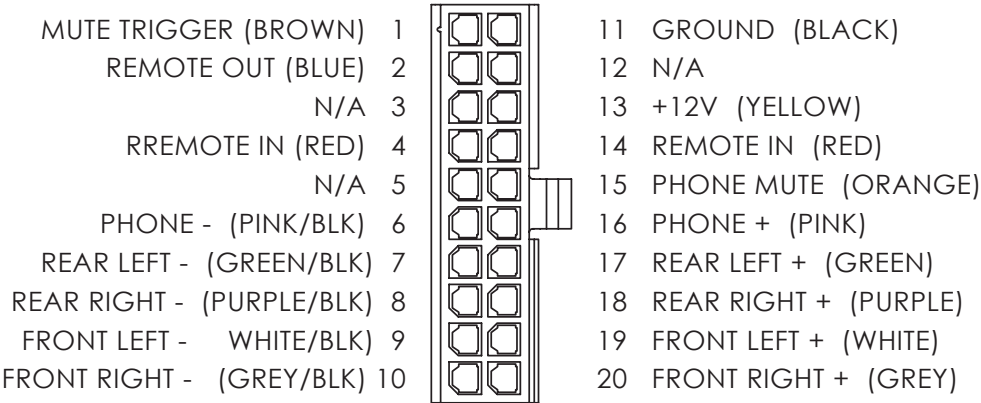 MUTE TRIGGER (BROWN) 1
REMOTE OUT (BLUE) 2
N/A 3
RREMOTE IN (RED) 4
N/A 5
PHONE - (PINK/BLK) 6
REAR LEFT - (GREEN/BLK) 7
REAR RIGHT - (PURPLE/BLK) 8
FRONT LEFT - WHITE/BLK) 9
FRONT RIGHT - (GREY/BLK) 10
11 GROUND (BLACK)
12 N/A
13 +12V (YELLOW)
14 REMOTE IN (RED)
15 PHONE MUTE (ORANGE)
16 PHONE + (PINK)
17 REAR LEFT + (GREEN)
18 REAR RIGHT + (PURPLE)
19 FRONT LEFT + (WHITE)
20 FRONT RIGHT + (GREY)